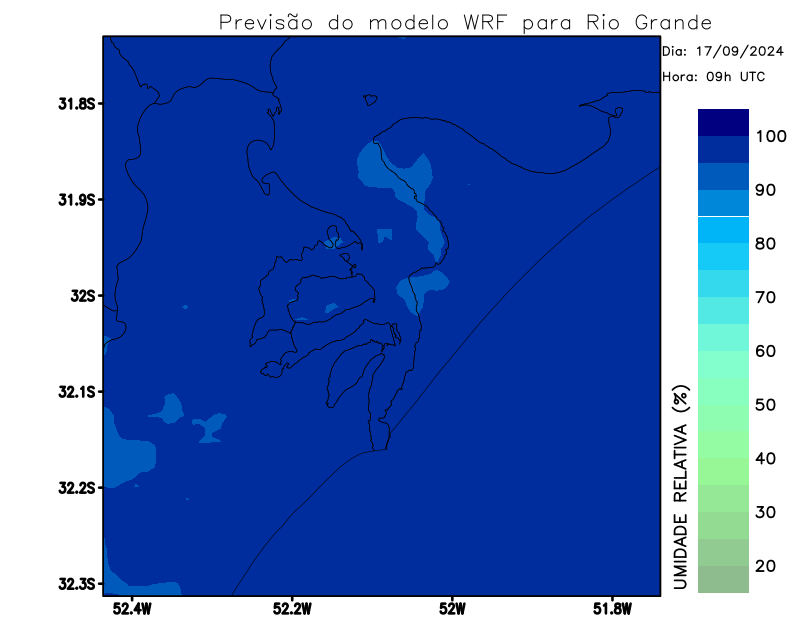 Previsão do modelo WRF para Rio Grande
Dia: 17/09/2024
Hora: 09h UTC
31.8S
31.9S
32S
32.1S
32.2S
32.3S
52.4W
52.2W
52W
51.8W
100
90
80
70
60
50
40
30
20
UMIDADE RELATIVA (%)